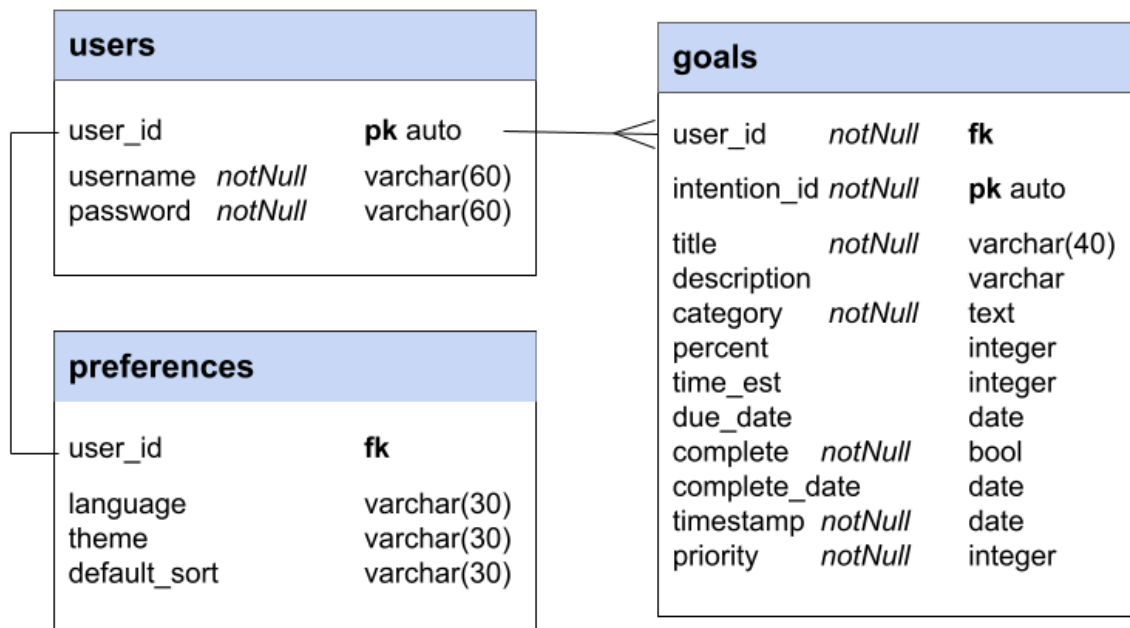 users
user_id pk auto
username notNull varchar(60)
password notNull varchar(60)
preferences
user_id fk
language varchar(30)
theme varchar(30)
default_sort varchar(30)
goals
user_id notNull fk
intention_id notNull pk auto
title notNull varchar(40)
description varchar
category notNull text
percent integer
time_est integer
due_date date
complete notNull bool
complete_date date
timestamp notNull date
priority notNull integer